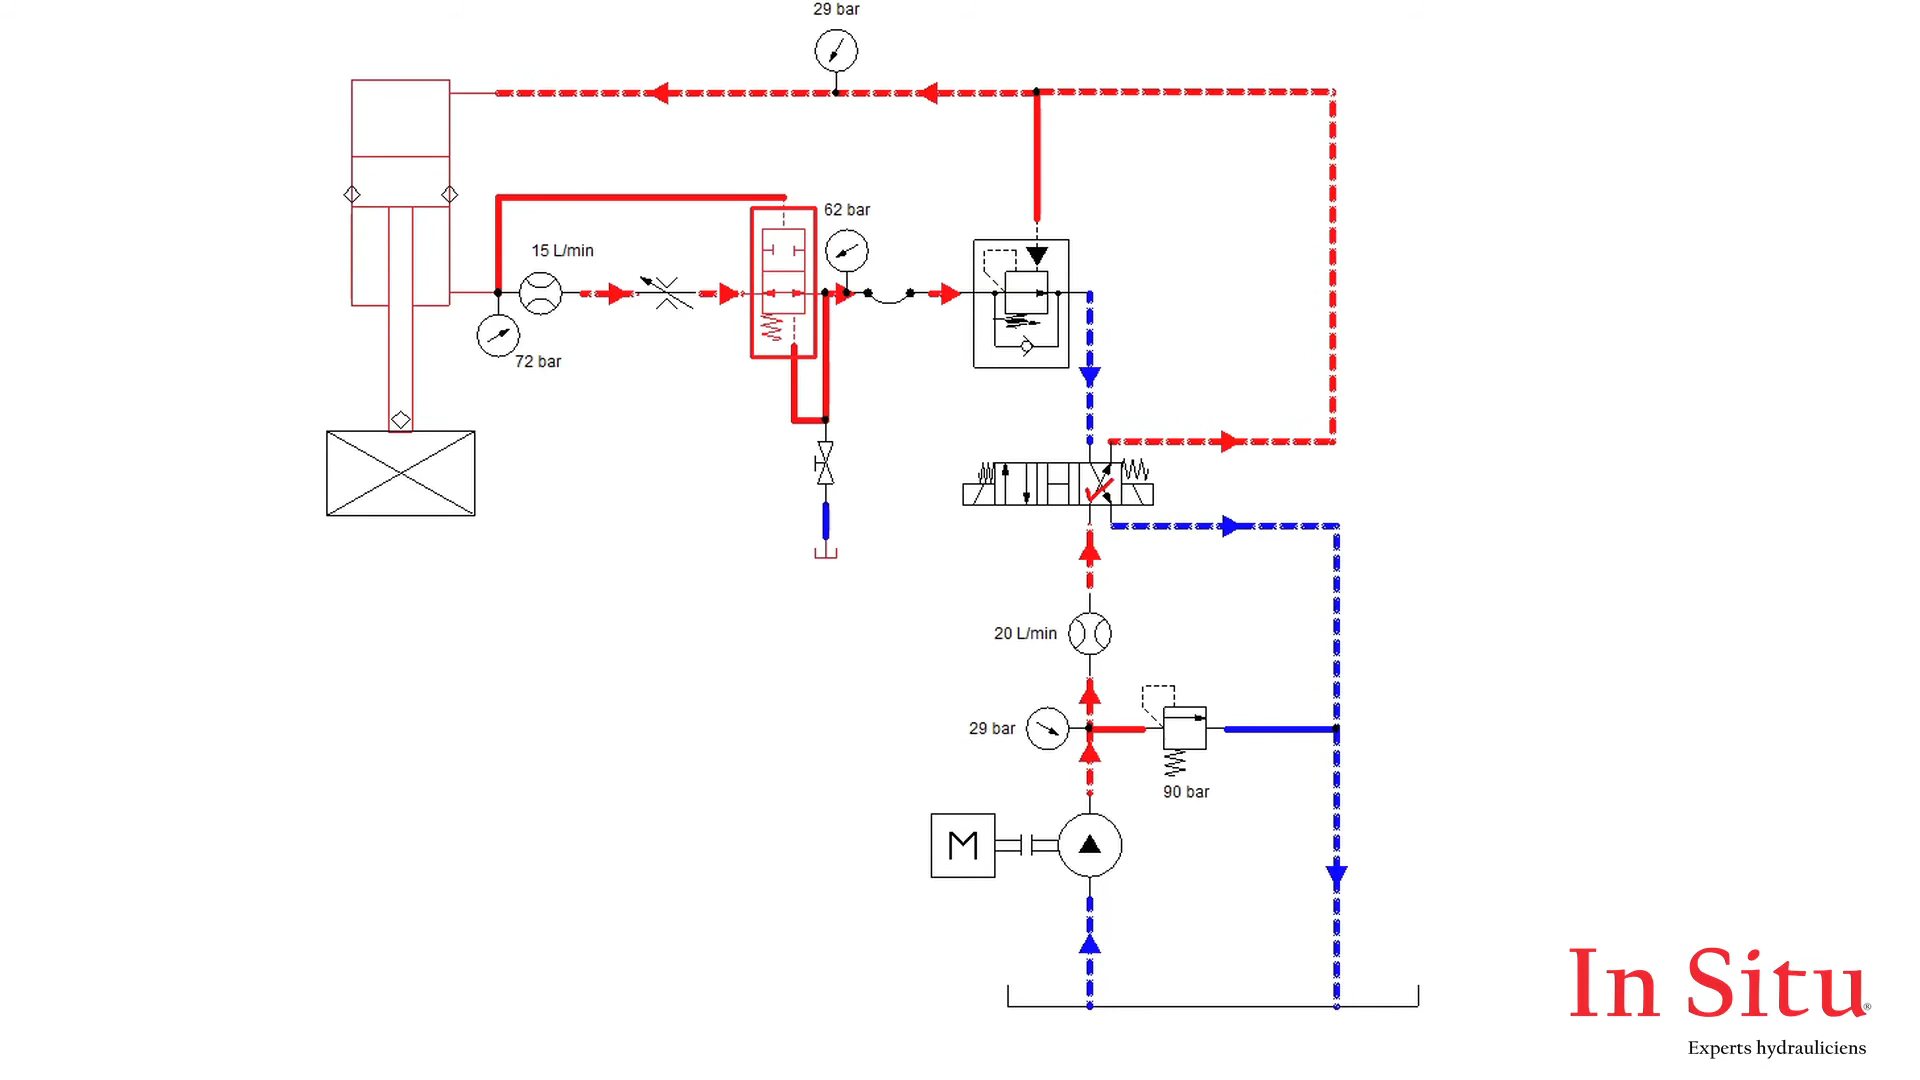 29 bar
62 bar
15 L/min
72 bar
20 L/min
29 bar
90 bar
M
In Situ®
Experts hydrauliciens